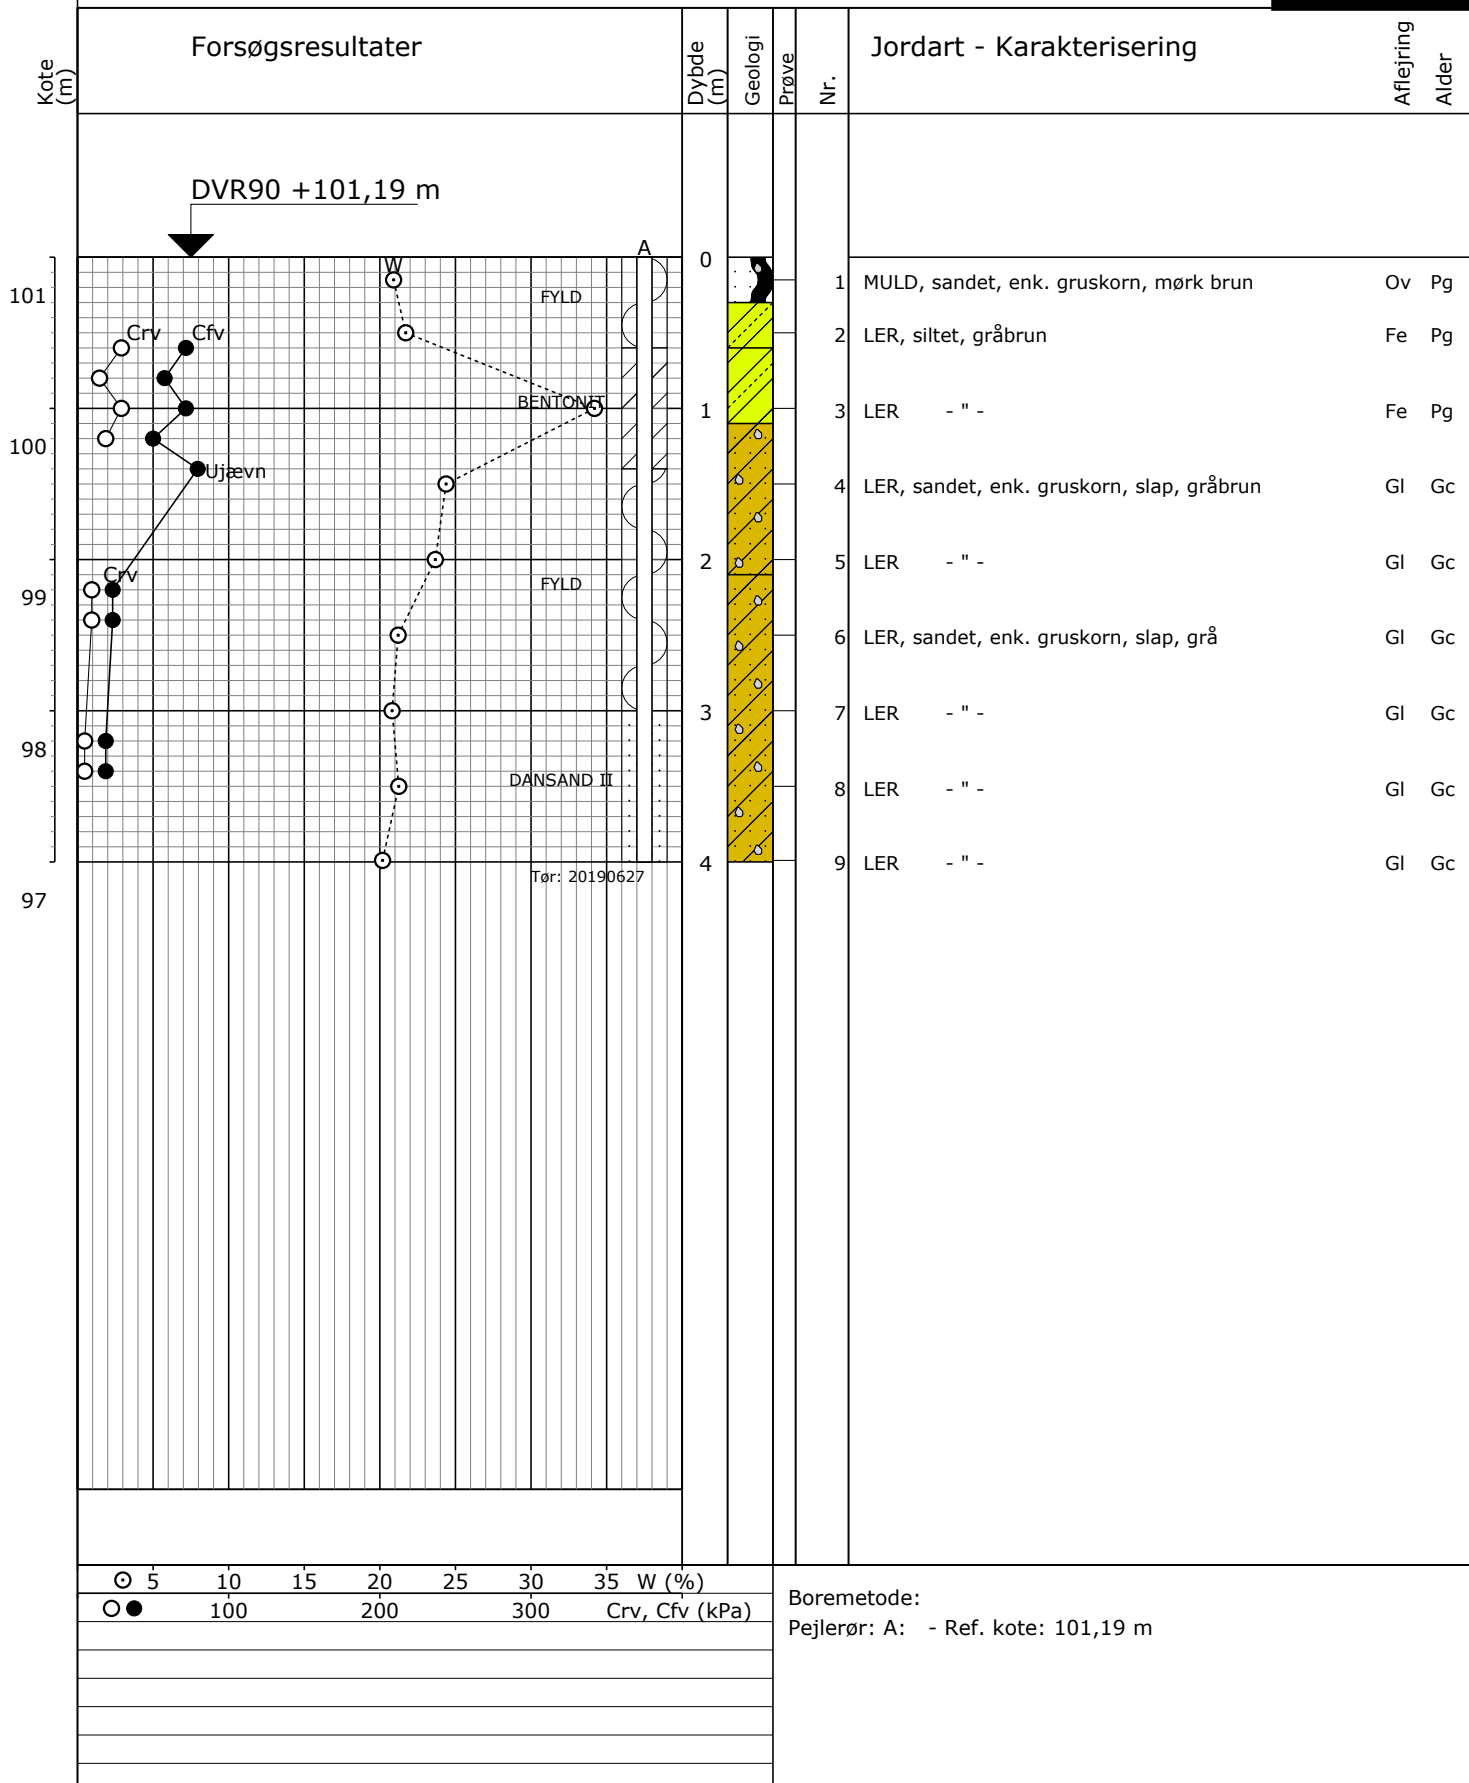 Kote (m)
Forsøgsresultater
Dybde (m)
Geologi
Prøve
Nr.
Jordart - Karakterisering
Aflejring
Alder
DVR90 +101,19 m
A
W
0
101
FYLD
1 MULD, sandet, enk. gruskorn, mørk brun Ov Pg
Crv Cfv
2 LER, siltet, gråbrun Fe Pg
BENTONIT
1
3 LER - " - Fe Pg
100
Ujævn
4 LER, sandet, enk. gruskorn, slap, gråbrun Gl Gc
2
5 LER - " - Gl Gc
Crv
99
FYLD
6 LER, sandet, enk. gruskorn, slap, grå Gl Gc
3
7 LER - " - Gl Gc
98
DANSAND II
8 LER - " - Gl Gc
4
9 LER - " - Gl Gc
Tør: 20190627
97
5 10 15 20 25 30 35 W (%)
100 200 300 Crv, Cfv (kPa)
Boremetode:
Pejlerør: A: - Ref. kote: 101,19 m